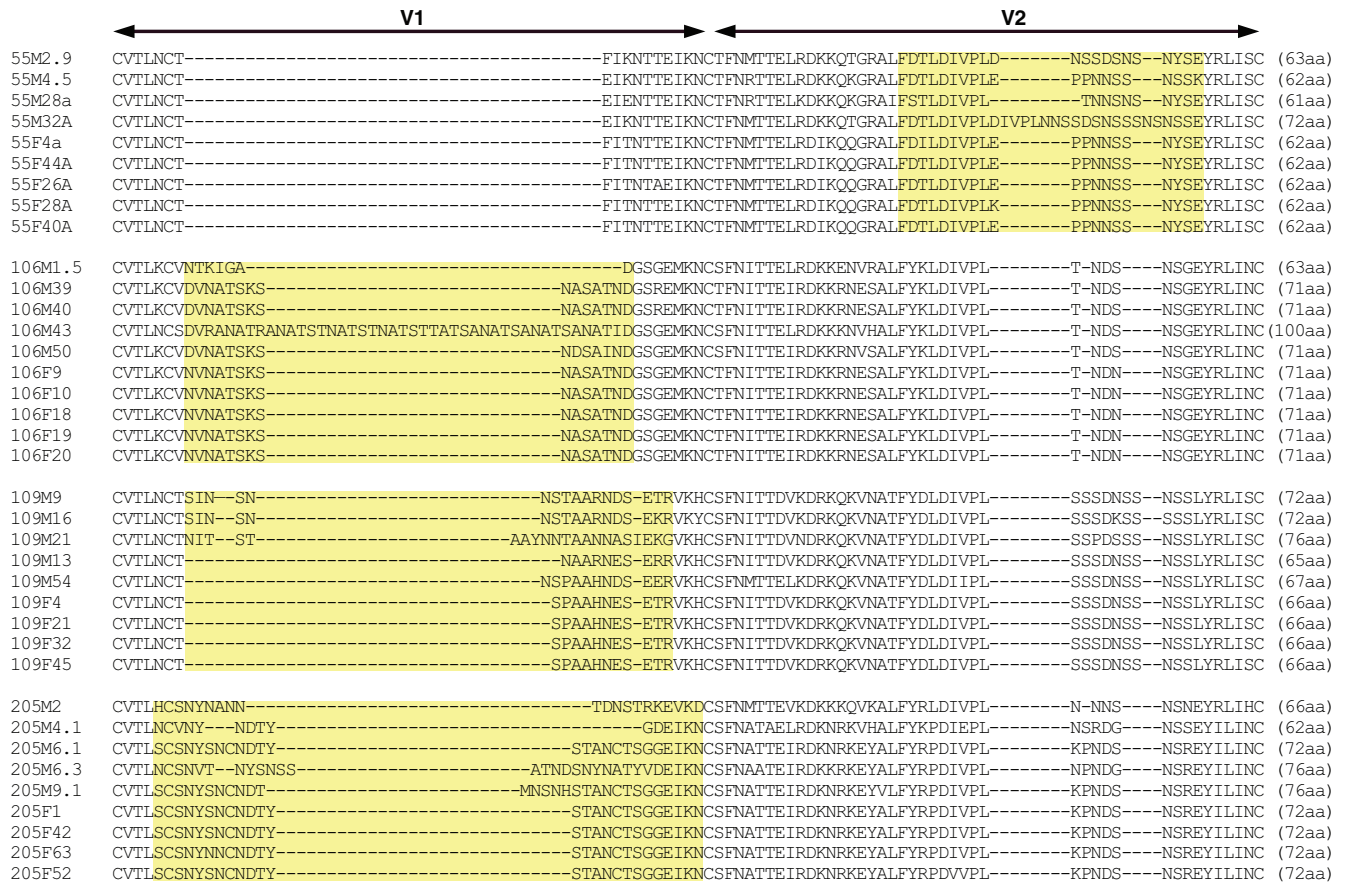 V1 V2
55M2.9 CVTLNCT-----------------------------------------FIKNTTEIKNCTFNMTTELRDKKQTGRALFDTLDIVPLD-------NSSDSNS--NYSEYRLISC (63aa)
55M4.5 CVTLNCT-----------------------------------------EIKNTTEIKNCTFNRTTELRDKKQKGRALFDTLDIVPLE-------PPNNSS---NSSKYRLISC (62aa)
55M28a CVTLNCT-----------------------------------------EIENTTEIKNCTFNRTTELKDKKQKGRAIFSTLDIVPL---------TNNSNS--NYSEYRLISC (61aa)
55M32A CVTLNCT-----------------------------------------EIKNTTEIKNCTFNMTTELRDKKQTGRALFDTLDIVPLDIVPLNNSSDSNSSSNSNSSEYRLISC (72aa)
55F4a CVTLNCT-----------------------------------------FITNTTEIKNCTFNMTTELRDIKQQGRALFDILDIVPLE-------PPNNSS---NYSEYRLISC (62aa)
55F44A CVTLNCT-----------------------------------------FITNTTEIKNCTFNMTTELRDIKQQGRALFDTLDIVPLE-------PPNNSS---NYSEYRLISC (62aa)
55F26A CVTLNCT-----------------------------------------FITNTAEIKNCTFNMTTELRDIKQQGRALFDTLDIVPLE-------PPNNSS---NYSEYRLISC (62aa)
55F28A CVTLNCT-----------------------------------------FITNTTEIKNCTFNMTTELRDIKQQGRALFDTLDIVPLK-------PPNNSS---NYSEYRLISC (62aa)
55F40A CVTLNCT-----------------------------------------FITNTTEIKNCTFNMTTELRDIKQQGRALFDTLDIVPLE-------PPNNSS---NYSEYRLISC (62aa)
106M1.5 CVTLKCVNTKIGA-------------------------------------DGSGEMKNCSFNITTELRDKKENVRALFYKLDIVPL--------T-NDS----NSGEYRLINC (63aa)
106M39 CVTLKCVDVNATSKS-----------------------------NASATNDGSREMKNCSFNITTEIRDKKRNESALFYKLDIVPL--------T-NDS----NSGEYRLINC (71aa)
106M40 CVTLKCVDVNATSKS-----------------------------NASATNDGSREMKNCSFNITTEIRDKKRNESALFYKLDIVPL--------T-NDS----NSGEYRLINC (71aa)
106M43 CVTLNCSDVRANATRANATSTNATSTNATSTTATSANATSANATSANATIDGSGEMKNCSFNITTELRDKKKNVHALFYKLDIVPL--------T-NDS----NSGEYRLINC(100aa)
106M50 CVTLKCVDVNATSKS-----------------------------NDSAINDGSGEMKNCSFNITTEIRDKKRNVSALFYKLDIVPL--------T-NDS----NSGEYRLINC (71aa)
106F9 CVTLKCVNVNATSKS-----------------------------NASATNDGSGEMKNCTFNITTEIRDKKRNESALFYKLDIVPL--------T-NDN----NSGEYRLINC (71aa)
106F10 CVTLKCVNVNATSKS-----------------------------NASATNDGSGEMKNCTFNITTEIRDKKRNESALFYKLDIVPL--------T-NDN----NSGEYRLINC (71aa)
106F18 CVTLKCVNVNATSKS-----------------------------NASATNDGSGEMKNCTFNITTEIRDKKRNESALFYKLDIVPL--------T-NDN----NSGEYRLINC (71aa)
106F19 CVTLKCVNVNATSKS-----------------------------NASATNDGSGEMKNCTFNITTEIRDKKRNESALFYKLDIVPL--------T-NDN----NSGEYRLINC (71aa)
106F20 CVTLKCVNVNATSKS-----------------------------NASATNDGSGEMKNCTFNITTEIRDKKRNESALFYKLDIVPL--------T-NDN----NSGEYRLINC (71aa)
109M9 CVTLNCTSIN--SN----------------------------NSTAARNDS-ETRVKHCSFNITTDVKDRKQKVNATFYDLDIVPL--------SSSDNSS--NSSLYRLISC (72aa)
109M16 CVTLNCTSIN--SN----------------------------NSTAARNDS-EKRVKYCSFNITTDVKDRKQKVNATFYDLDIVPL--------SSSDKSS--SSSLYRLISC (72aa)
109M21 CVTLNCTNIT--ST-------------------------AAYNNTAANNASIEKGVKHCSFNITTDVNDRKQKVNATFYDLDIVPL--------SSPDSSS--NSSLYRLISC (76aa)
109M13 CVTLNCT-------------------------------------NAARNES-ERRVKHCSFNITTDVKDRKQKVNATFYDLDIVPL--------SSSDNSS--NSSLYRLISC (65aa)
109M54 CVTLNCT-----------------------------------NSPAAHNDS-EERVKHCSFNMTTELKDRKQKVNATFYDLDIIPL--------SSSDNSS--NSSLYRLISC (67aa)
109F4 CVTLNCT------------------------------------SPAAHNES-ETRVKHCSFNITTDVKDRKQKVNATFYDLDIVPL--------SSSDNSS--NSSLYRLISC (66aa)
109F21 CVTLNCT------------------------------------SPAAHNES-ETRVKHCSFNITTDVKDRKQKVNATFYDLDIVPL--------SSSDNSS--NSSLYRLISC (66aa)
109F32 CVTLNCT------------------------------------SPAAHNES-ETRVKHCSFNITTDVKDRKQKVNATFYDLDIVPL--------SSSDNSS--NSSLYRLISC (66aa)
109F45 CVTLNCT------------------------------------SPAAHNES-ETRVKHCSFNITTDVKDRKQKVNATFYDLDIVPL--------SSSDNSS--NSSLYRLISC (66aa)
205M2 CVTLHCSNYNANN----------------------------------TDNSTRKEVKDCSFNMTTEVKDKKKQVKALFYRLDIVPL--------N-NNS----NSNEYRLIHC (66aa)
205M4.1 CVTLNCVNY---NDTY------------------------------------GDEIKNCSFNATAELRDKNRKVHALFYKPDIEPL--------NSRDG----NSSEYILINC (62aa)
205M6.1 CVTLSCSNYSNCNDTY-----------------------------STANCTSGGEIKNCSFNATTEIRDKNRKEYALFYRPDIVPL--------KPNDS----NSREYILINC (72aa)
205M6.3 CVTLNCSNVT--NYSNSS-----------------------ATNDSNYNATYVDEIKNCSFNAATEIRDKKRKEYALFYRPDIVPL--------NPNDG----NSREYILINC (76aa)
205M9.1 CVTLSCSNYSNCNDT-------------------------MNSNHSTANCTSGGEIKNCSFNATTEIRDKNRKEYVLFYRPDIVPL--------KPNDS----NSREYILINC (76aa)
205F1 CVTLSCSNYSNCNDTY-----------------------------STANCTSGGEIKNCSFNATTEIRDKNRKEYALFYRPDIVPL--------KPNDS----NSREYILINC (72aa)
205F42 CVTLSCSNYSNCNDTY-----------------------------STANCTSGGEIKNCSFNATTEIRDKNRKEYALFYRPDIVPL--------KPNDS----NSREYILINC (72aa)
205F63 CVTLSCSNYNNCNDTY-----------------------------STANCTSGGEIKNCSFNATTEIRDKNRKEYALFYRPDIVPL--------KPNDS----NSREYILINC (72aa)
205F52 CVTLSCSNYSNCNDTY-----------------------------STANCTSGGEIKNCSFNATTEIRDKNRKEYALFYRPDVVPL--------KPNDS----NSREYILINC (72aa)